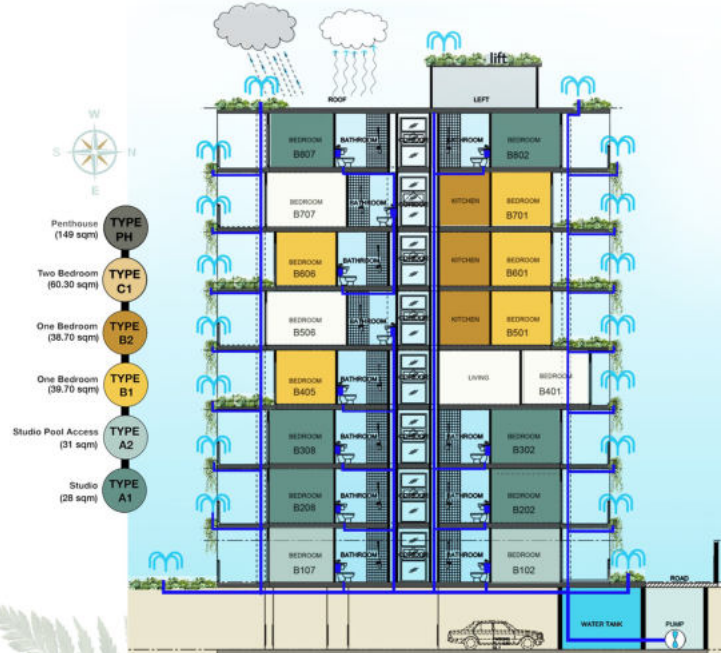 lift
ROOF
LEFT
W
S
N
E
BEDROOM
B807
BATHROOM
BATHROOM
BEDROOM
B802
BEDROOM
B707
BATHROOM
KITCHEN
BEDROOM
B701
BEDROOM
B606
BATHROOM
KITCHEN
BEDROOM
B601
BEDROOM
B506
BATHROOM
KITCHEN
BEDROOM
B501
BEDROOM
B405
BATHROOM
LIVING
BEDROOM
B401
BEDROOM
B308
BATHROOM
BATHROOM
BEDROOM
B302
BEDROOM
B208
BATHROOM
BATHROOM
BEDROOM
B202
BEDROOM
B107
BATHROOM
BATHROOM
BEDROOM
B102
Penthouse
(149 sqm)
TYPE
PH
Two Bedroom
(60.30 sqm)
TYPE
C1
One Bedroom
(38.70 sqm)
TYPE
B2
One Bedroom
(39.70 sqm)
TYPE
B1
Studio Pool Access
(31 sqm)
TYPE
A2
Studio
(28 sqm)
TYPE
A1
ROAD
WATER TANK
PUMP